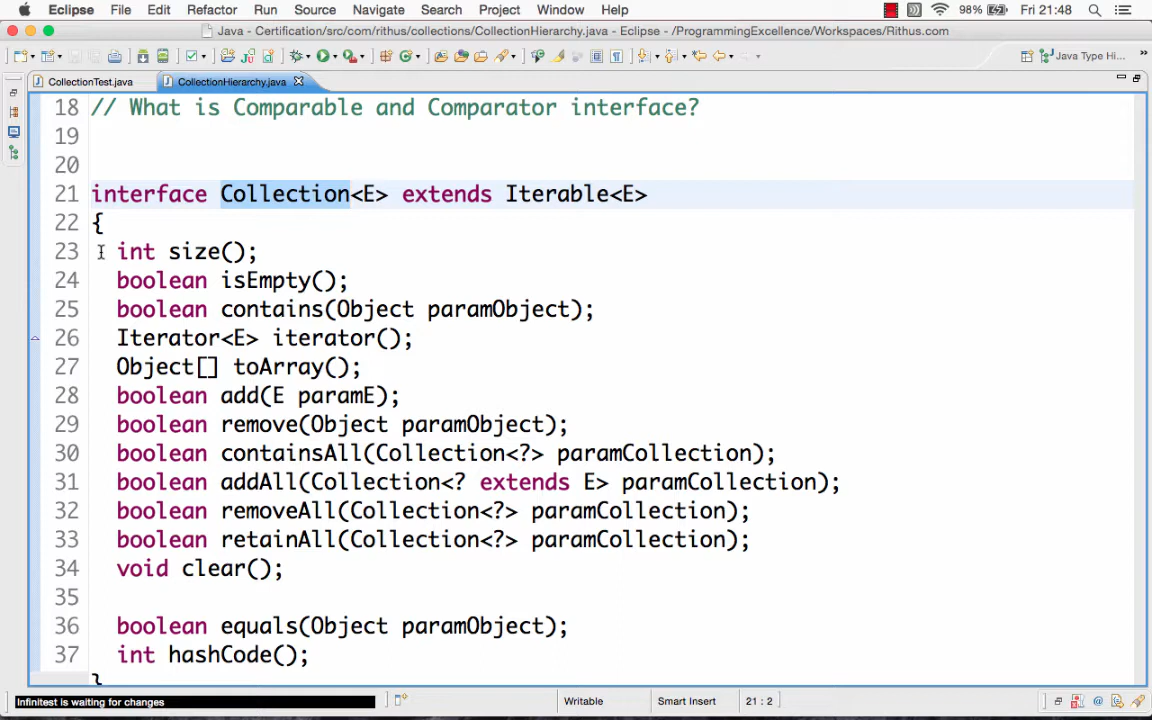 Eclipse File Edit Refactor Run Source Navigate Search Project Window Help 98% Fri 21:48
Java - Certification/src/com/rithus/collections/CollectionHierarchy.java - Eclipse - /ProgrammingExcellence/Workspaces/Rithus.com
Java Type Hi...
CollectionTest.java CollectionHierarchy.java
18 // What is Comparable and Comparator interface?
19
20
21 interface Collection<E> extends Iterable<E>
22 {
23 int size();
24 boolean isEmpty();
25 boolean contains(Object paramObject);
26 Iterator<E> iterator();
27 Object[] toArray();
28 boolean add(E paramE);
29 boolean remove(Object paramObject);
30 boolean containsAll(Collection<?> paramCollection);
31 boolean addAll(Collection<? extends E> paramCollection);
32 boolean removeAll(Collection<?> paramCollection);
33 boolean retainAll(Collection<?> paramCollection);
34 void clear();
35
36 boolean equals(Object paramObject);
37 int hashCode();
}
Infinitest is waiting for changes Writable Smart Insert 21 : 2